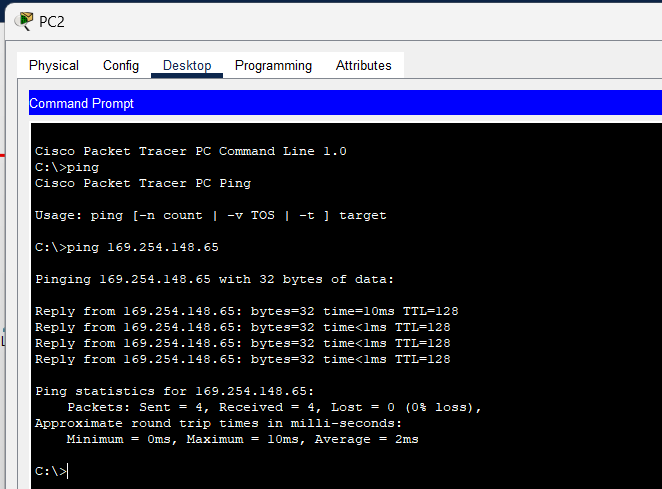 PC2
Physical Config Desktop Programming Attributes
Command Prompt
Cisco Packet Tracer PC Command Line 1.0
C:\>ping
Cisco Packet Tracer PC Ping
Usage: ping [-n count | -v TOS | -t ] target
C:\>ping 169.254.148.65
Pinging 169.254.148.65 with 32 bytes of data:
Reply from 169.254.148.65: bytes=32 time=10ms TTL=128
Reply from 169.254.148.65: bytes=32 time<1ms TTL=128
Reply from 169.254.148.65: bytes=32 time<1ms TTL=128
Reply from 169.254.148.65: bytes=32 time<1ms TTL=128
Ping statistics for 169.254.148.65:
    Packets: Sent = 4, Received = 4, Lost = 0 (0% loss),
Approximate round trip times in milli-seconds:
    Minimum = 0ms, Maximum = 10ms, Average = 2ms
C:\>